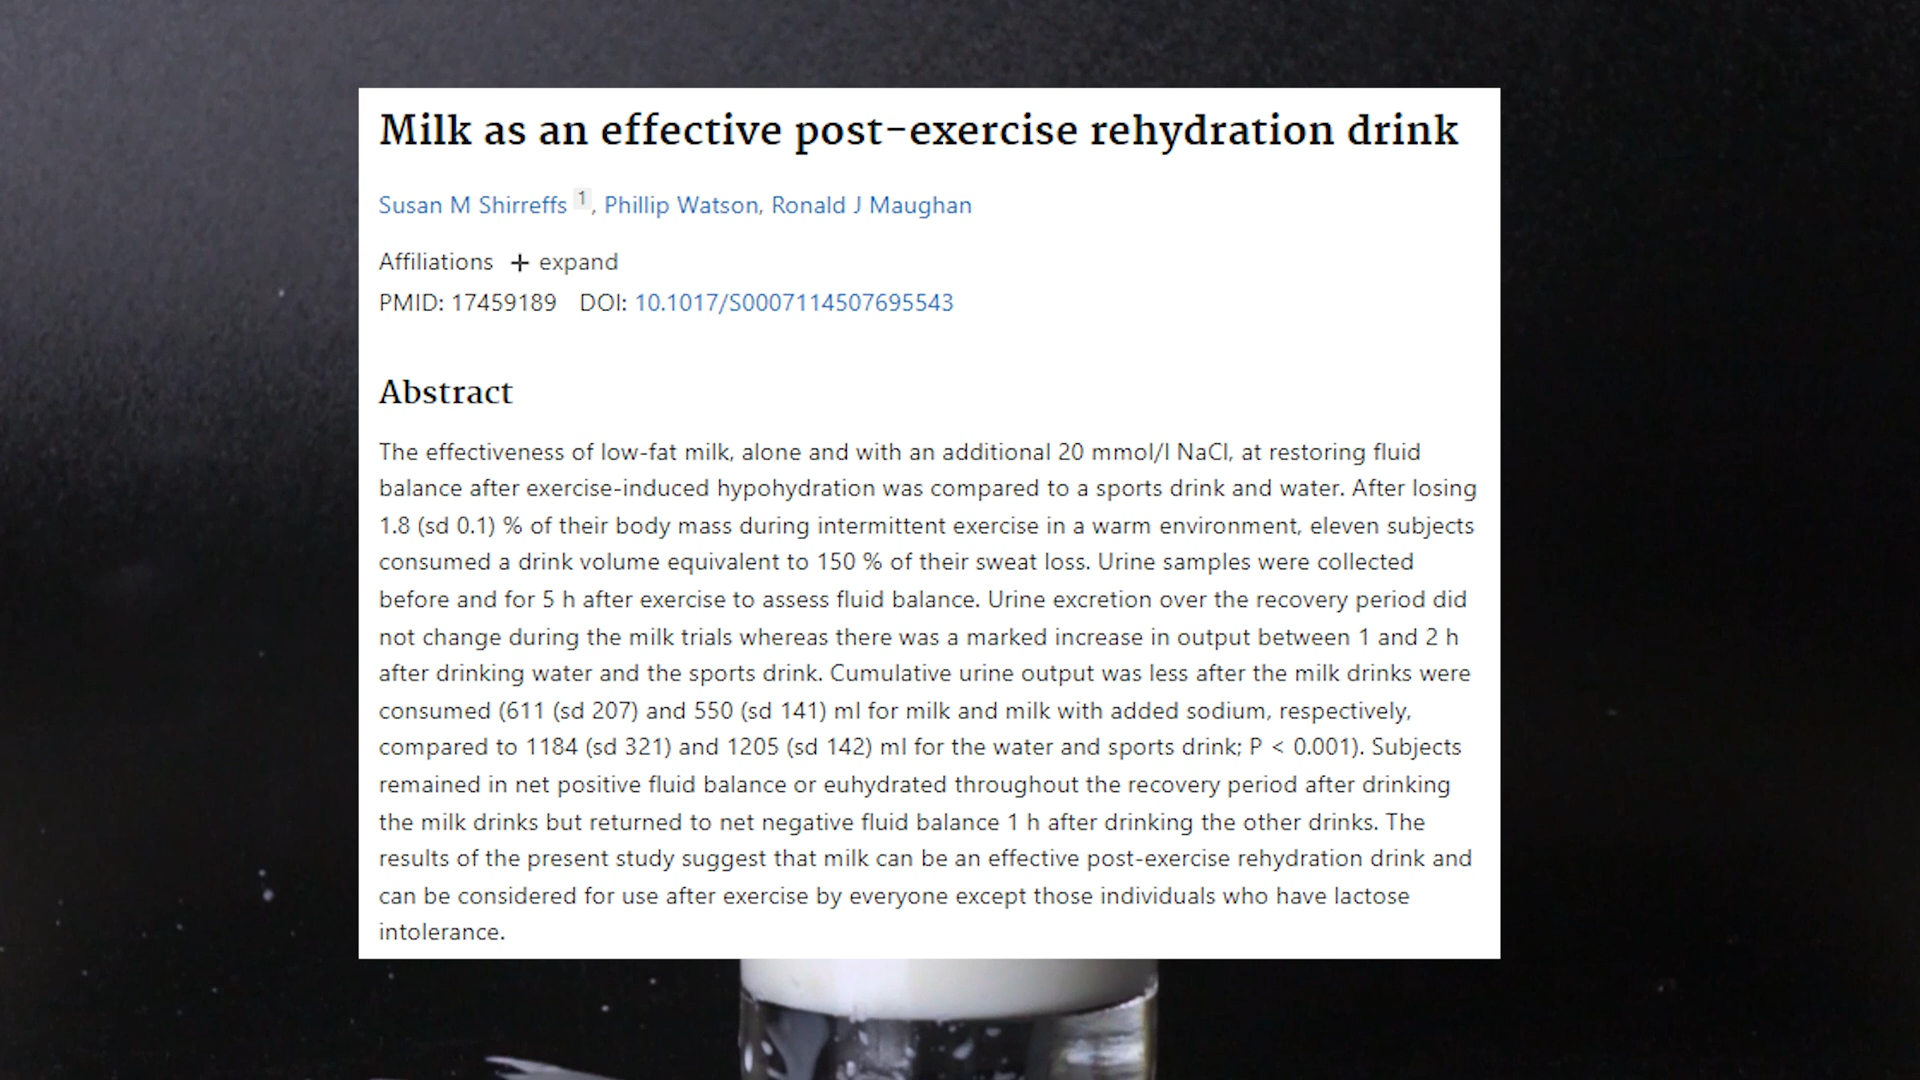 Milk as an effective post-exercise rehydration drink
Susan M Shirreffs 1, Phillip Watson, Ronald J Maughan
Affiliations + expand
PMID: 17459189 DOI: 10.1017/S0007114507695543
Abstract
The effectiveness of low-fat milk, alone and with an additional 20 mmol/l NaCl, at restoring fluid
balance after exercise-induced hypohydration was compared to a sports drink and water. After losing
1.8 (sd 0.1) % of their body mass during intermittent exercise in a warm environment, eleven subjects
consumed a drink volume equivalent to 150 % of their sweat loss. Urine samples were collected
before and for 5 h after exercise to assess fluid balance. Urine excretion over the recovery period did
not change during the milk trials whereas there was a marked increase in output between 1 and 2 h
after drinking water and the sports drink. Cumulative urine output was less after the milk drinks were
consumed (611 (sd 207) and 550 (sd 141) ml for milk and milk with added sodium, respectively,
compared to 1184 (sd 321) and 1205 (sd 142) ml for the water and sports drink; P < 0.001). Subjects
remained in net positive fluid balance or euhydrated throughout the recovery period after drinking
the milk drinks but returned to net negative fluid balance 1 h after drinking the other drinks. The
results of the present study suggest that milk can be an effective post-exercise rehydration drink and
can be considered for use after exercise by everyone except those individuals who have lactose
intolerance.